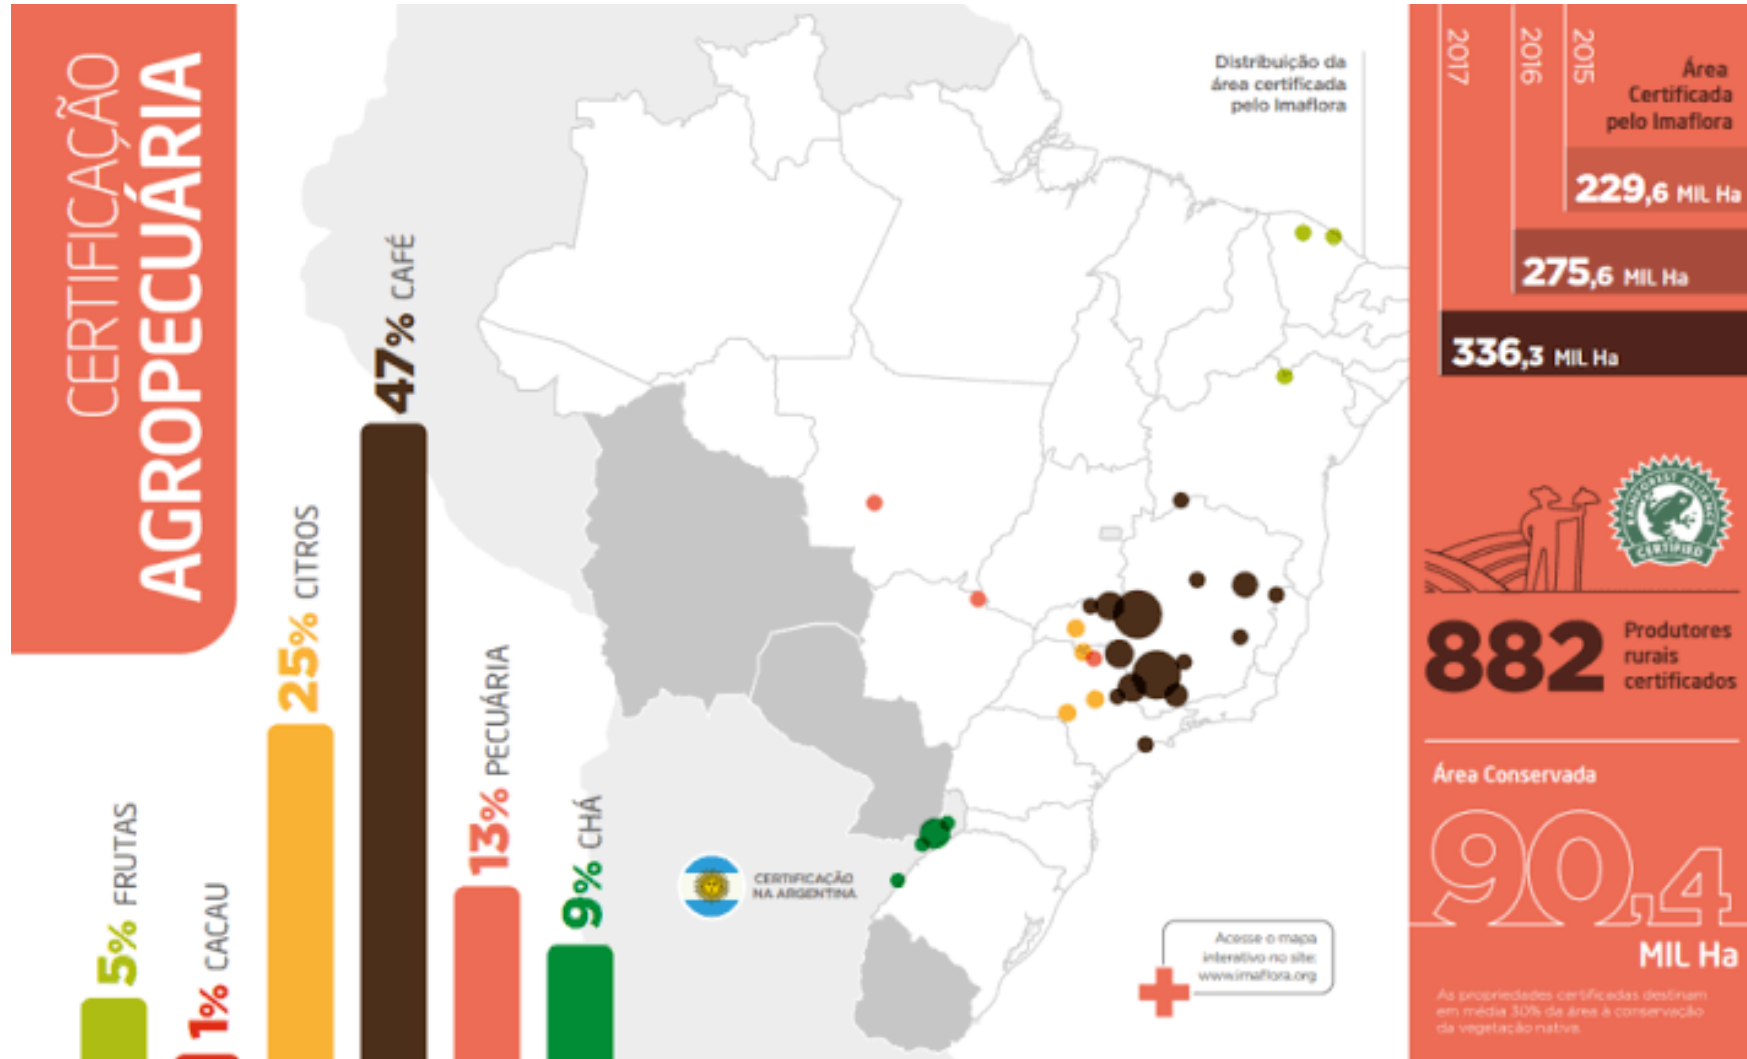 CERTIFICAÇÃO
AGROPECUÁRIA
5% FRUTAS
1% CACAU
25% CITROS
47% CAFÉ
13% PECUÁRIA
9% CHÁ
CERTIFICAÇÃO
NA ARGENTINA
Distribuição da
área certificada
pelo Imaflora
Acesse o mapa
interativo no site:
www.imaflora.org
2017
2016
2015
Área
Certificada
pelo Imaflora
229,6 MIL Ha
275,6 MIL Ha
336,3 MIL Ha
RAINFOREST ALLIANCE
CERTIFIED
882
Produtores
rurais
certificados
Área Conservada
90,4
MIL Ha
As propriedades certificadas destinam
em média 30% da área à conservação
da vegetação nativa.